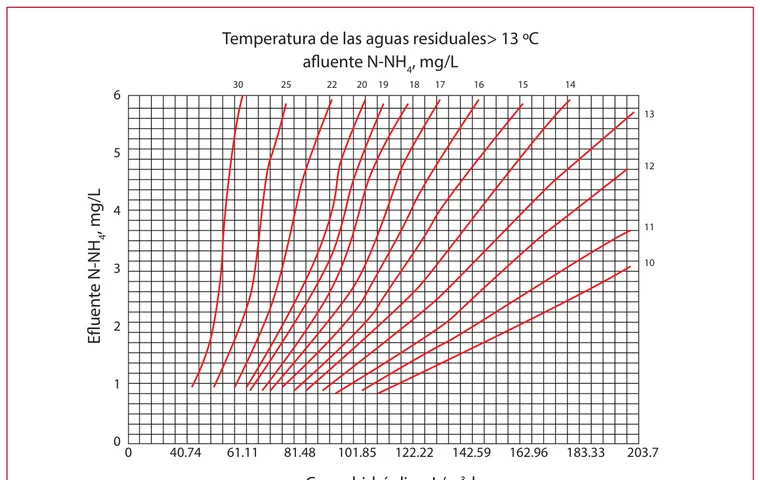 Temperatura de las aguas residuales> 13 ºC
afluente N-NH4, mg/L
30 25 22 20 19 18 17 16 15 14
13
12
11
10
Efluente N-NH4, mg/L
6
5
4
3
2
1
0
0 40.74 61.11 81.48 101.85 122.22 142.59 162.96 183.33 203.7